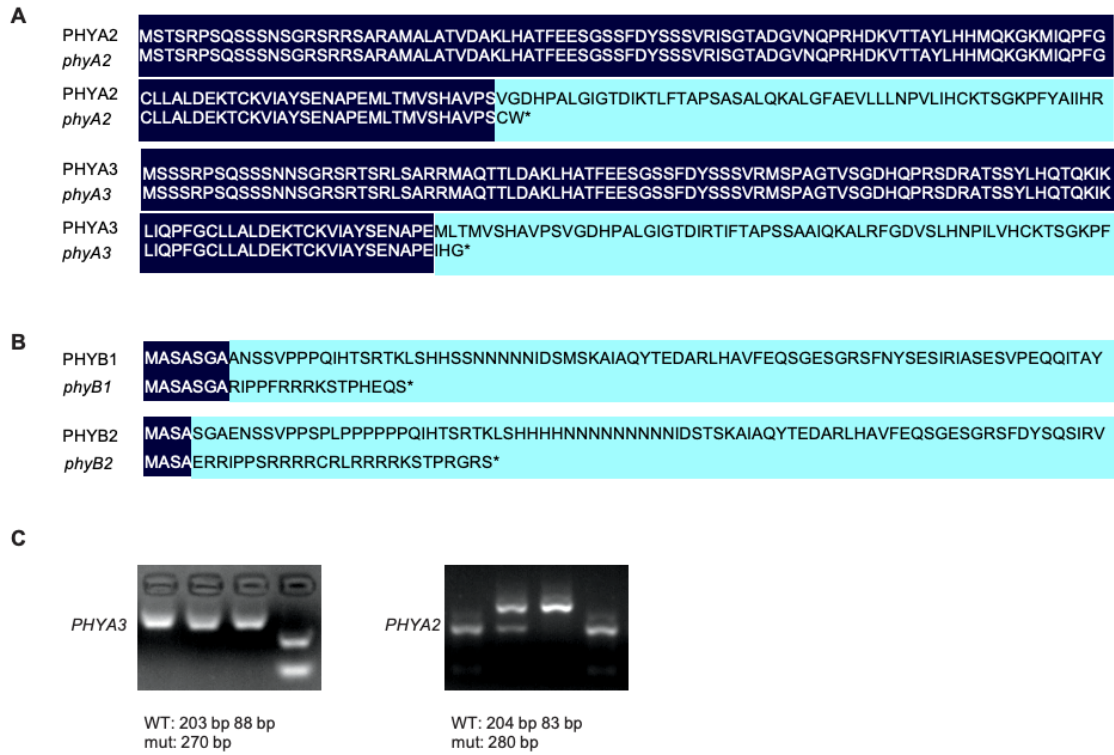 A
PHYA2 MSTSRPSQSSSNSGRSRRSARAMALATVDAKLHATFEESGSSFDYSSSVRISGTADGVNQPRHDKVTTAYLHHMQKGKMIQPFG
phyA2 MSTSRPSQSSSNSGRSRRSARAMALATVDAKLHATFEESGSSFDYSSSVRISGTADGVNQPRHDKVTTAYLHHMQKGKMIQPFG
PHYA2 CLLALDEKTCKVIAYSENAPEMLTMVSHAVPSVGDHPALGIGTDIKTLFTAPSASALQKALGFAEVLLLNPVLIHCKTSGKPFYAIIHR
phyA2 CLLALDEKTCKVIAYSENAPEMLTMVSHAVPSCW*
PHYA3 MSSSRPSQSSSNNSGRSRTSRLSARRMAQTTLDAKLHATFEESGSSFDYSSSVRMSPAGTVSGDHQPRSDRATSSYLHQTQKIK
phyA3 MSSSRPSQSSSNNSGRSRTSRLSARRMAQTTLDAKLHATFEESGSSFDYSSSVRMSPAGTVSGDHQPRSDRATSSYLHQTQKIK
PHYA3 LIQPFGCLLALDEKTCKVIAYSENAPEMLTMVSHAVPSVGDHPALGIGTDIRTIFTAPSSAAIQKALRFGDVSLHNPILVHCKTSGKPF
phyA3 LIQPFGCLLALDEKTCKVIAYSENAPEIHG*
B
PHYB1 MASASGAANSSVPPPQIHTSRTKLSHHSSNNNNNIDSMSKAIAQYTEDARLHAVFEQSGESGRSFNYSESIRIASESVPEQQITAY
phyB1 MASASGARIPPFRRRKSTPHEQS*
PHYB2 MASASGAENSSVPPSPLPPPPPPQIHTSRTKLSHHHHNNNNNNNNNIDSTSKAIAQYTEDARLHAVFEQSGESGRSFDYSQSIRV
phyB2 MASAERRIPPSRRRRCRLRRRRKSTPRGRS*
C
PHYA3
PHYA2
WT: 203 bp 88 bp
mut: 270 bp
WT: 204 bp 83 bp
mut: 280 bp